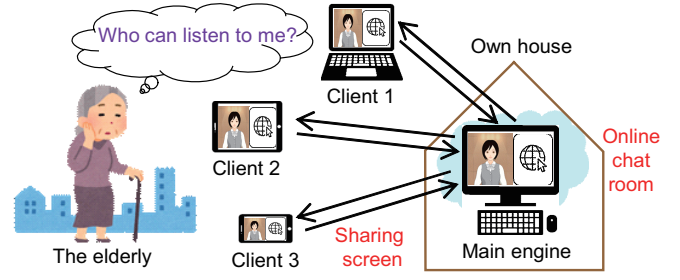 Who can listen to me?
Own house
Client 1
Online
chat
room
Client 2
Sharing
screen
Main engine
The elderly
Client 3